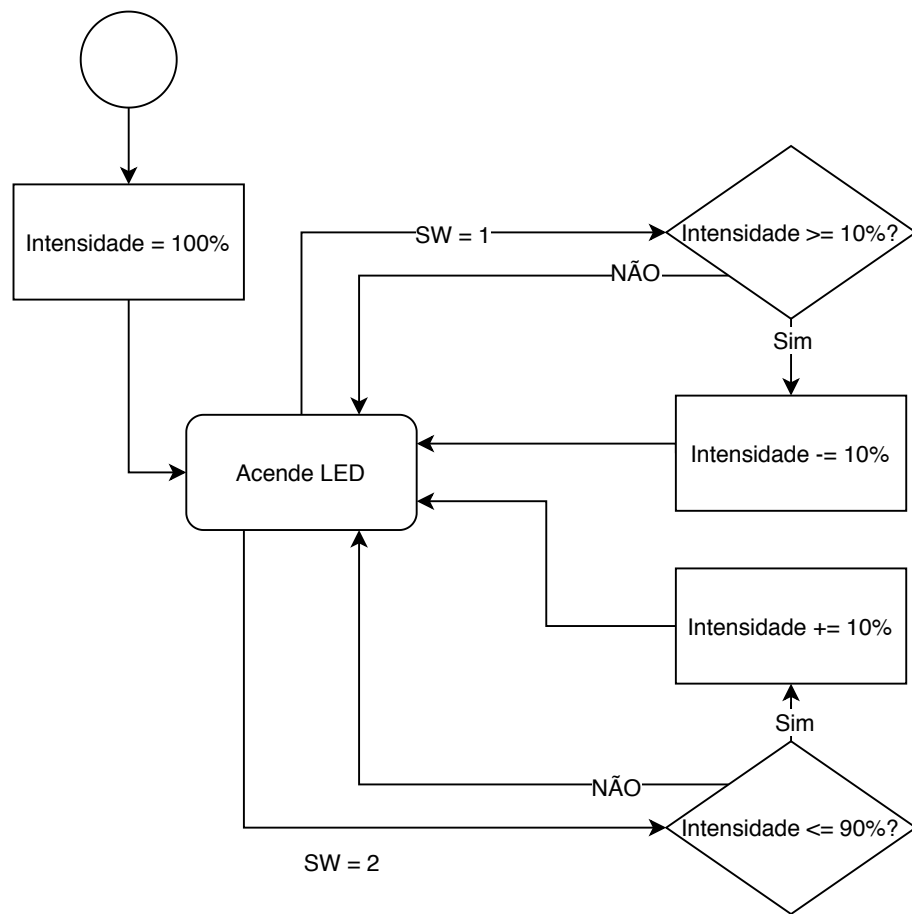 Intensidade = 100%
SW = 1
Intensidade >= 10%?
NÃO
Sim
Intensidade -= 10%
Acende LED
Intensidade += 10%
Sim
NÃO
Intensidade <= 90%?
SW = 2